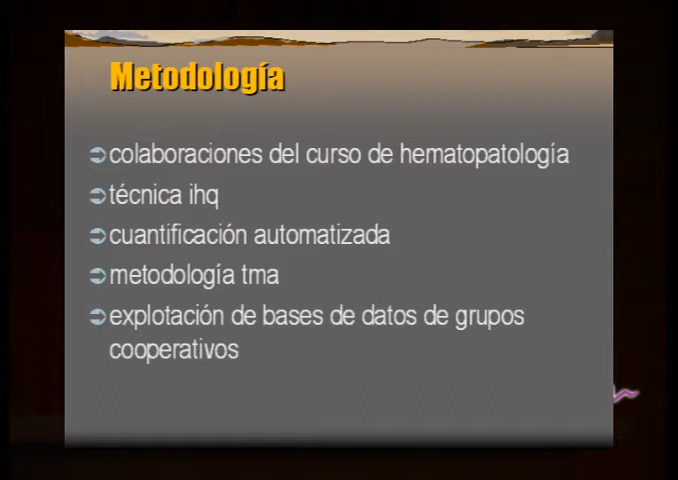 Metodología
colaboraciones del curso de hematopatología
técnica ihq
cuantificación automatizada
metodología tma
explotación de bases de datos de grupos
cooperativos